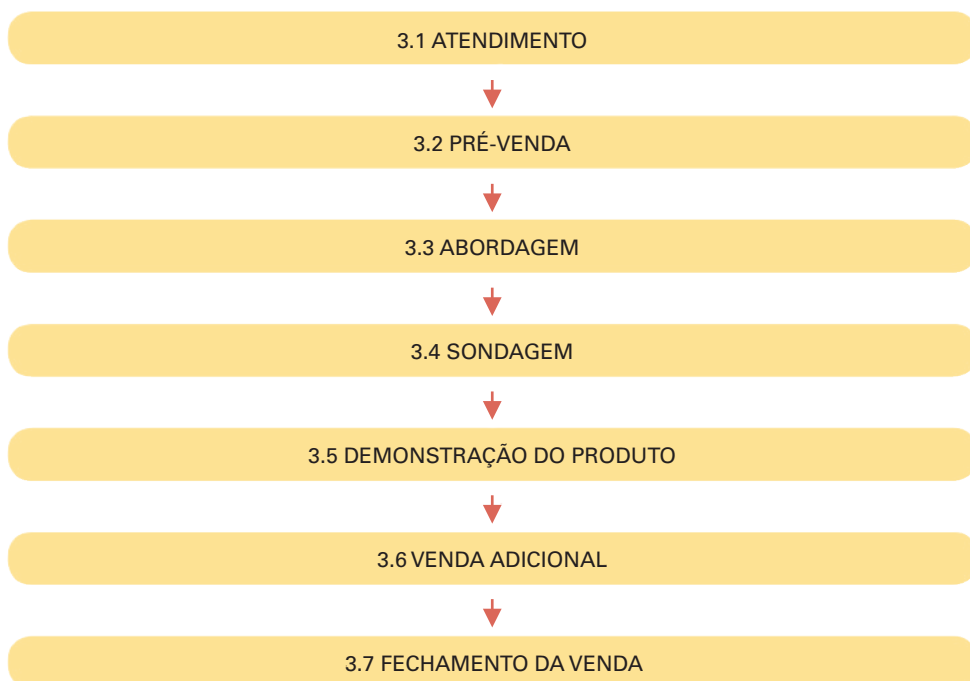 3.1 ATENDIMENTO
3.2 PRÉ-VENDA
3.3 ABORDAGEM
3.4 SONDAGEM
3.5 DEMONSTRAÇÃO DO PRODUTO
3.6 VENDA ADICIONAL
3.7 FECHAMENTO DA VENDA